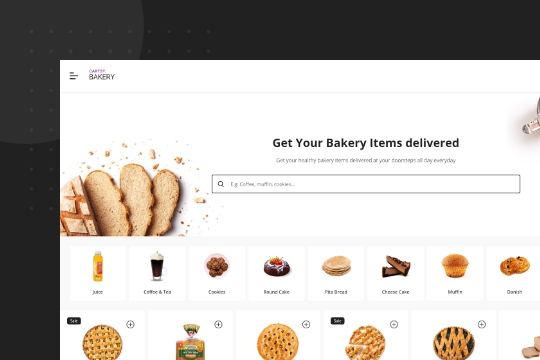 CARTSY.
BAKERY
Get Your Bakery Items delivered
Get your healthy bakery items delivered at your doorsteps all day everyday
E.g: Coffee, muffin, cookies...
Juice
Coffee & Tea
Cookies
Round Cake
Pita Bread
Cheese Cake
Muffin
Danish
Sale
Sale